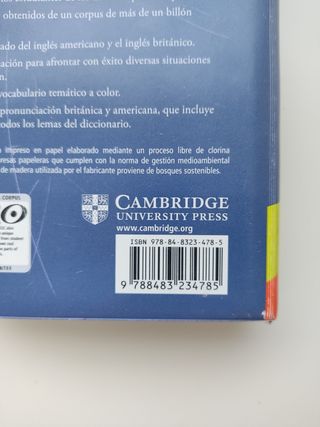 obtenidos de un corpus de más de un billón
ado del inglés americano y el inglés británico.
ación para afrontar con éxito diversas situaciones
n.
vocabulario temático a color.
pronunciación británica y americana, que incluye
odos los lemas del diccionario.
o impreso en papel elaborado mediante un proceso libre de clorina
resas papeleras que cumplen con la norma de gestión medioambiental
de madera utilizada por el fabricante proviene de bosques sostenibles.
CORPUS
CAMBRIDGE
UNIVERSITY PRESS
www.cambridge.org
ISBN 978-84-8323-478-5
9 788483 234785